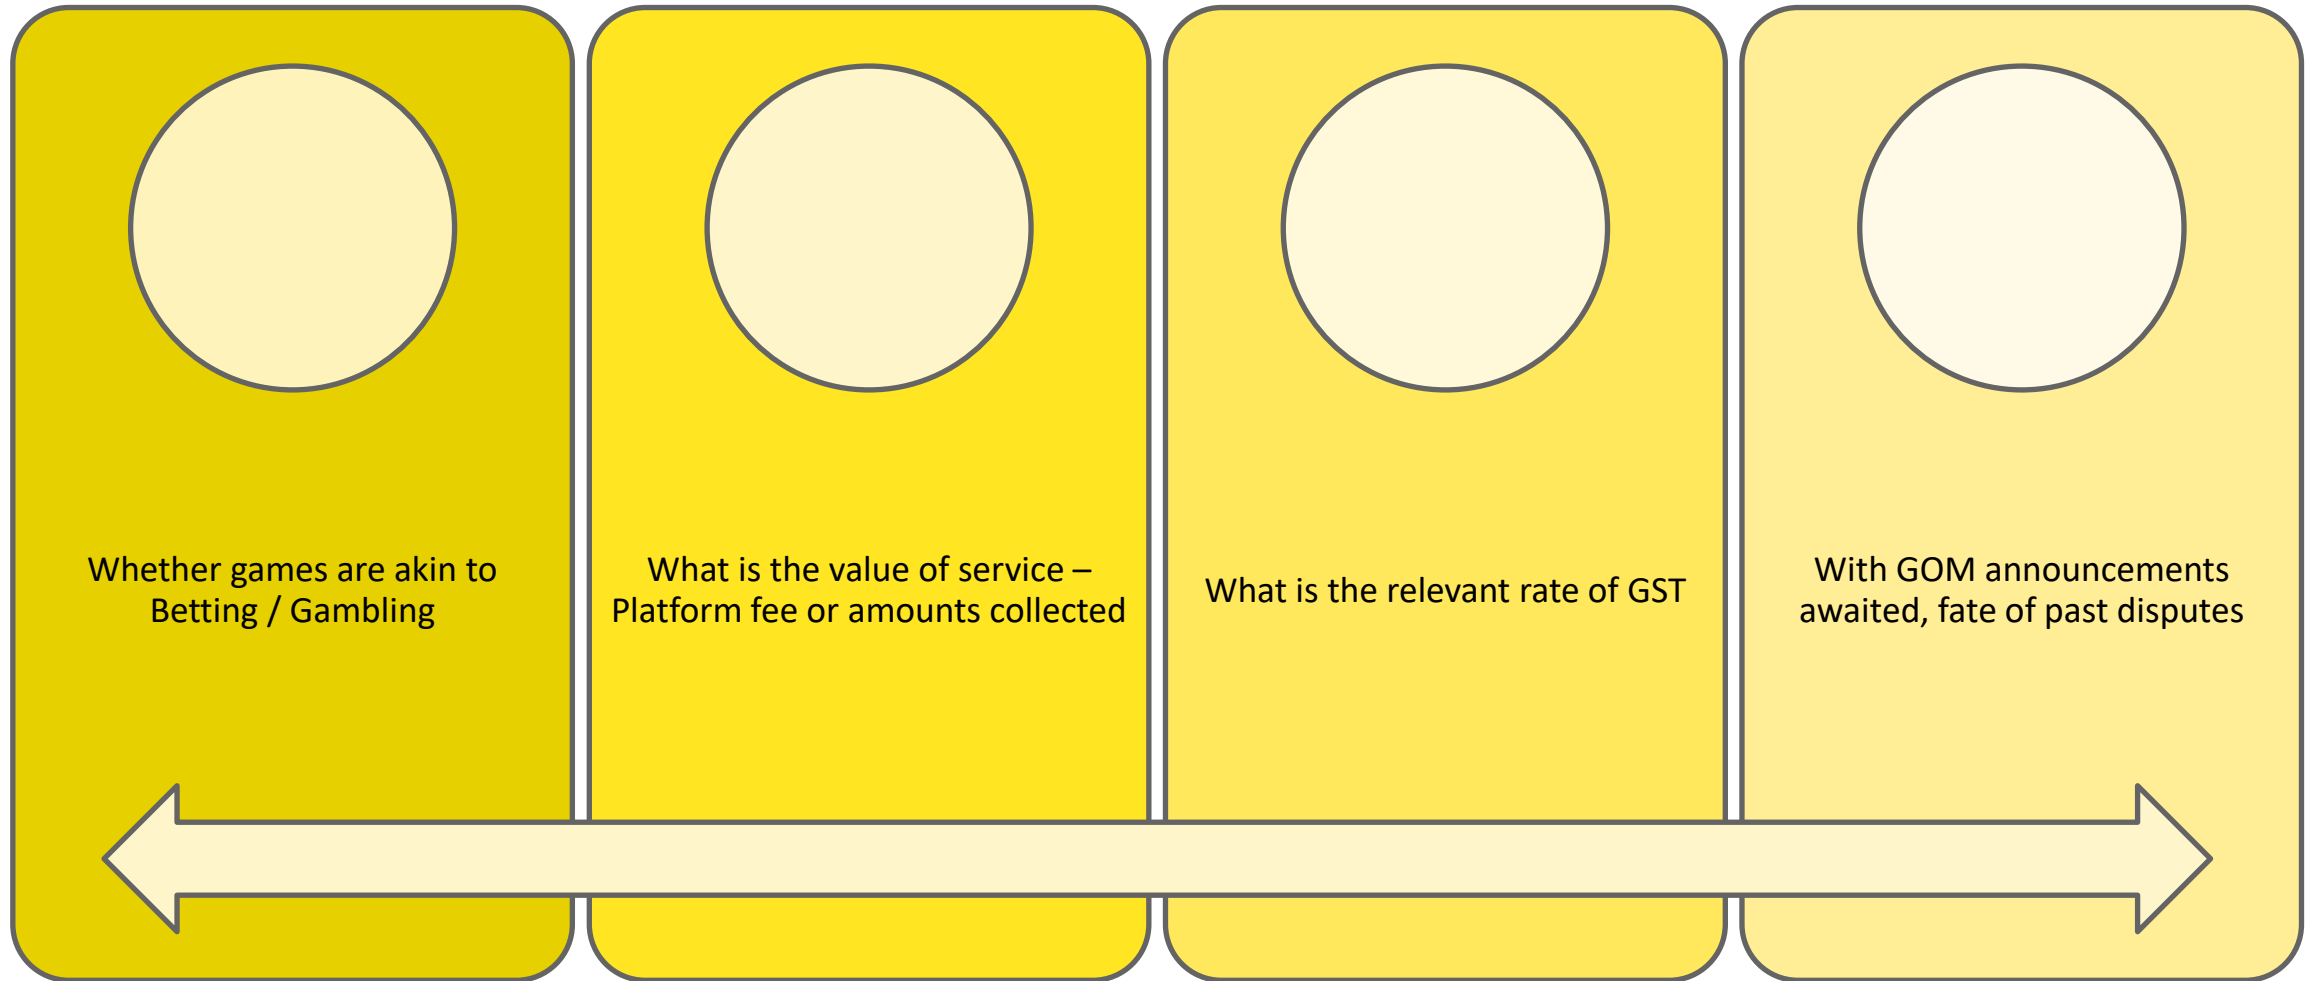 Whether games are akin to
Betting / Gambling
What is the value of service –
Platform fee or amounts collected
What is the relevant rate of GST
With GOM announcements
awaited, fate of past disputes